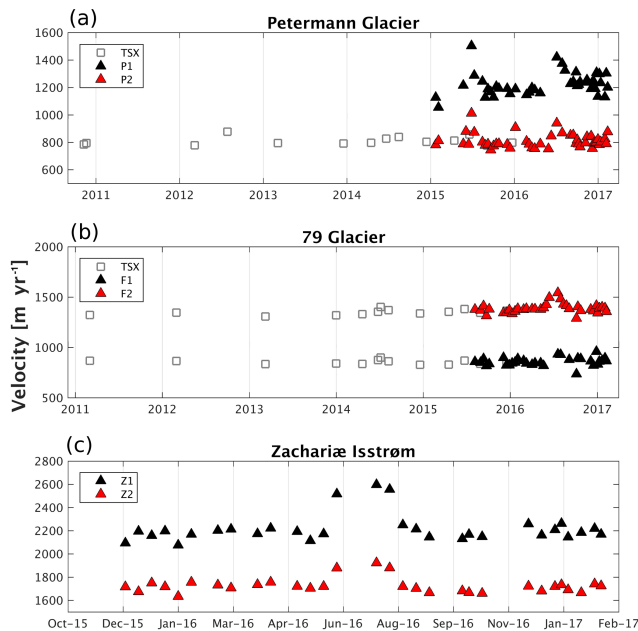 (a)
Petermann Glacier
1600
1400
1200
1000
800
600
TSX
P1
P2
2011 2012 2013 2014 2015 2016 2017
(b)
79 Glacier
2000
1500
1000
500
TSX
F1
F2
2011 2012 2013 2014 2015 2016 2017
Velocity [m yr⁻¹]
(c)
Zachariæ Isstrøm
2800
2600
2400
2200
2000
1800
1600
Z1
Z2
Oct-15 Dec-15 Jan-16 Mar-16 Apr-16 Jun-16 Aug-16 Sep-16 Nov-16 Jan-17 Feb-17